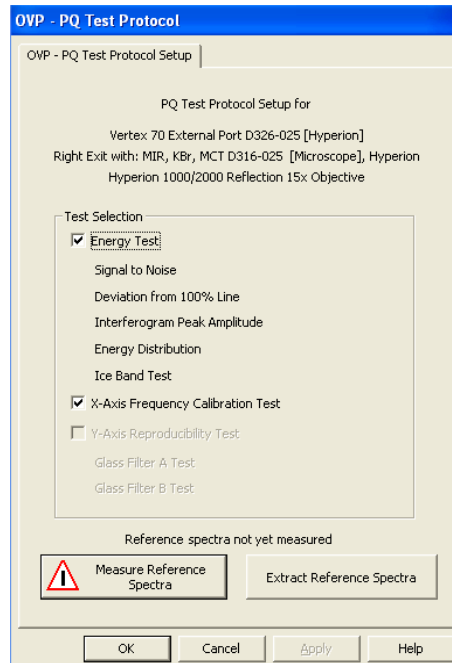 OVP - PQ Test Protocol
OVP - PQ Test Protocol Setup
PQ Test Protocol Setup for
Vertex 70 External Port D326-025 [Hyperion]
Right Exit with: MIR, KBr, MCT D316-025 [Microscope], Hyperion
Hyperion 1000/2000 Reflection 15x Objective
Test Selection
Energy Test
Signal to Noise
Deviation from 100% Line
Interferogram Peak Amplitude
Energy Distribution
Ice Band Test
X-Axis Frequency Calibration Test
Y-Axis Reproducibility Test
Glass Filter A Test
Glass Filter B Test
Reference spectra not yet measured
Measure Reference
Spectra
Extract Reference Spectra
OK Cancel Apply Help